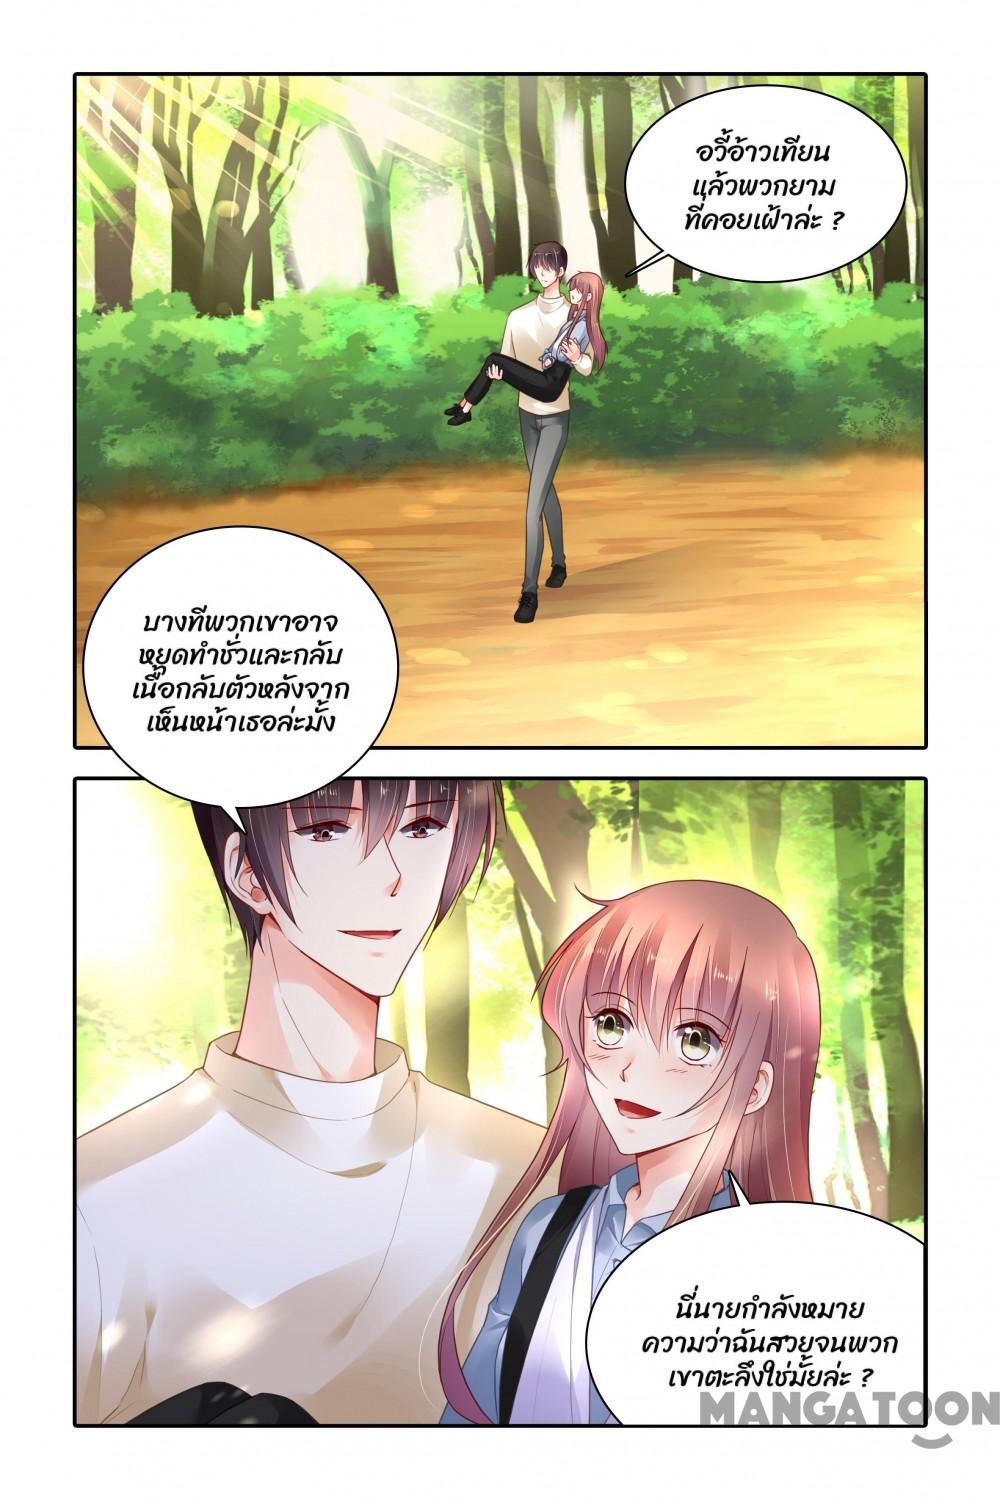 อวี้อ้าวเทียน
แล้วพวกยาม
ที่คอยเฝ้าล่ะ ?
บางทีพวกเขาอาจ
หยุดทำชั่วและกลับ
เนื้อกลับตัวหลังจาก
เห็นหน้าเธอล่ะมั้ง
นี่นายกำลังหมาย
ความว่าฉันสวยจนพวก
เขาตะลึงใช่มั้ยล่ะ ?
MANGATOON